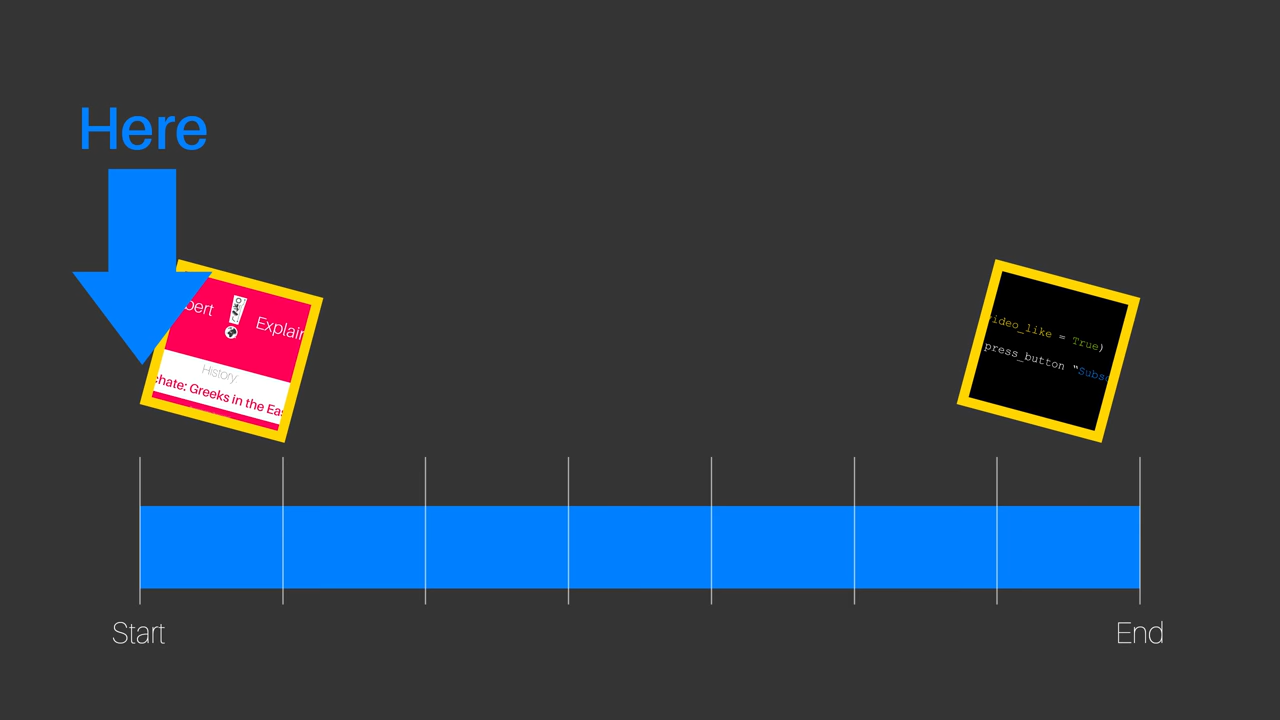 Here
pert
Explain
History:
chate: Greeks in the Eas
video_like = True)
press_button "Subs
Start
End